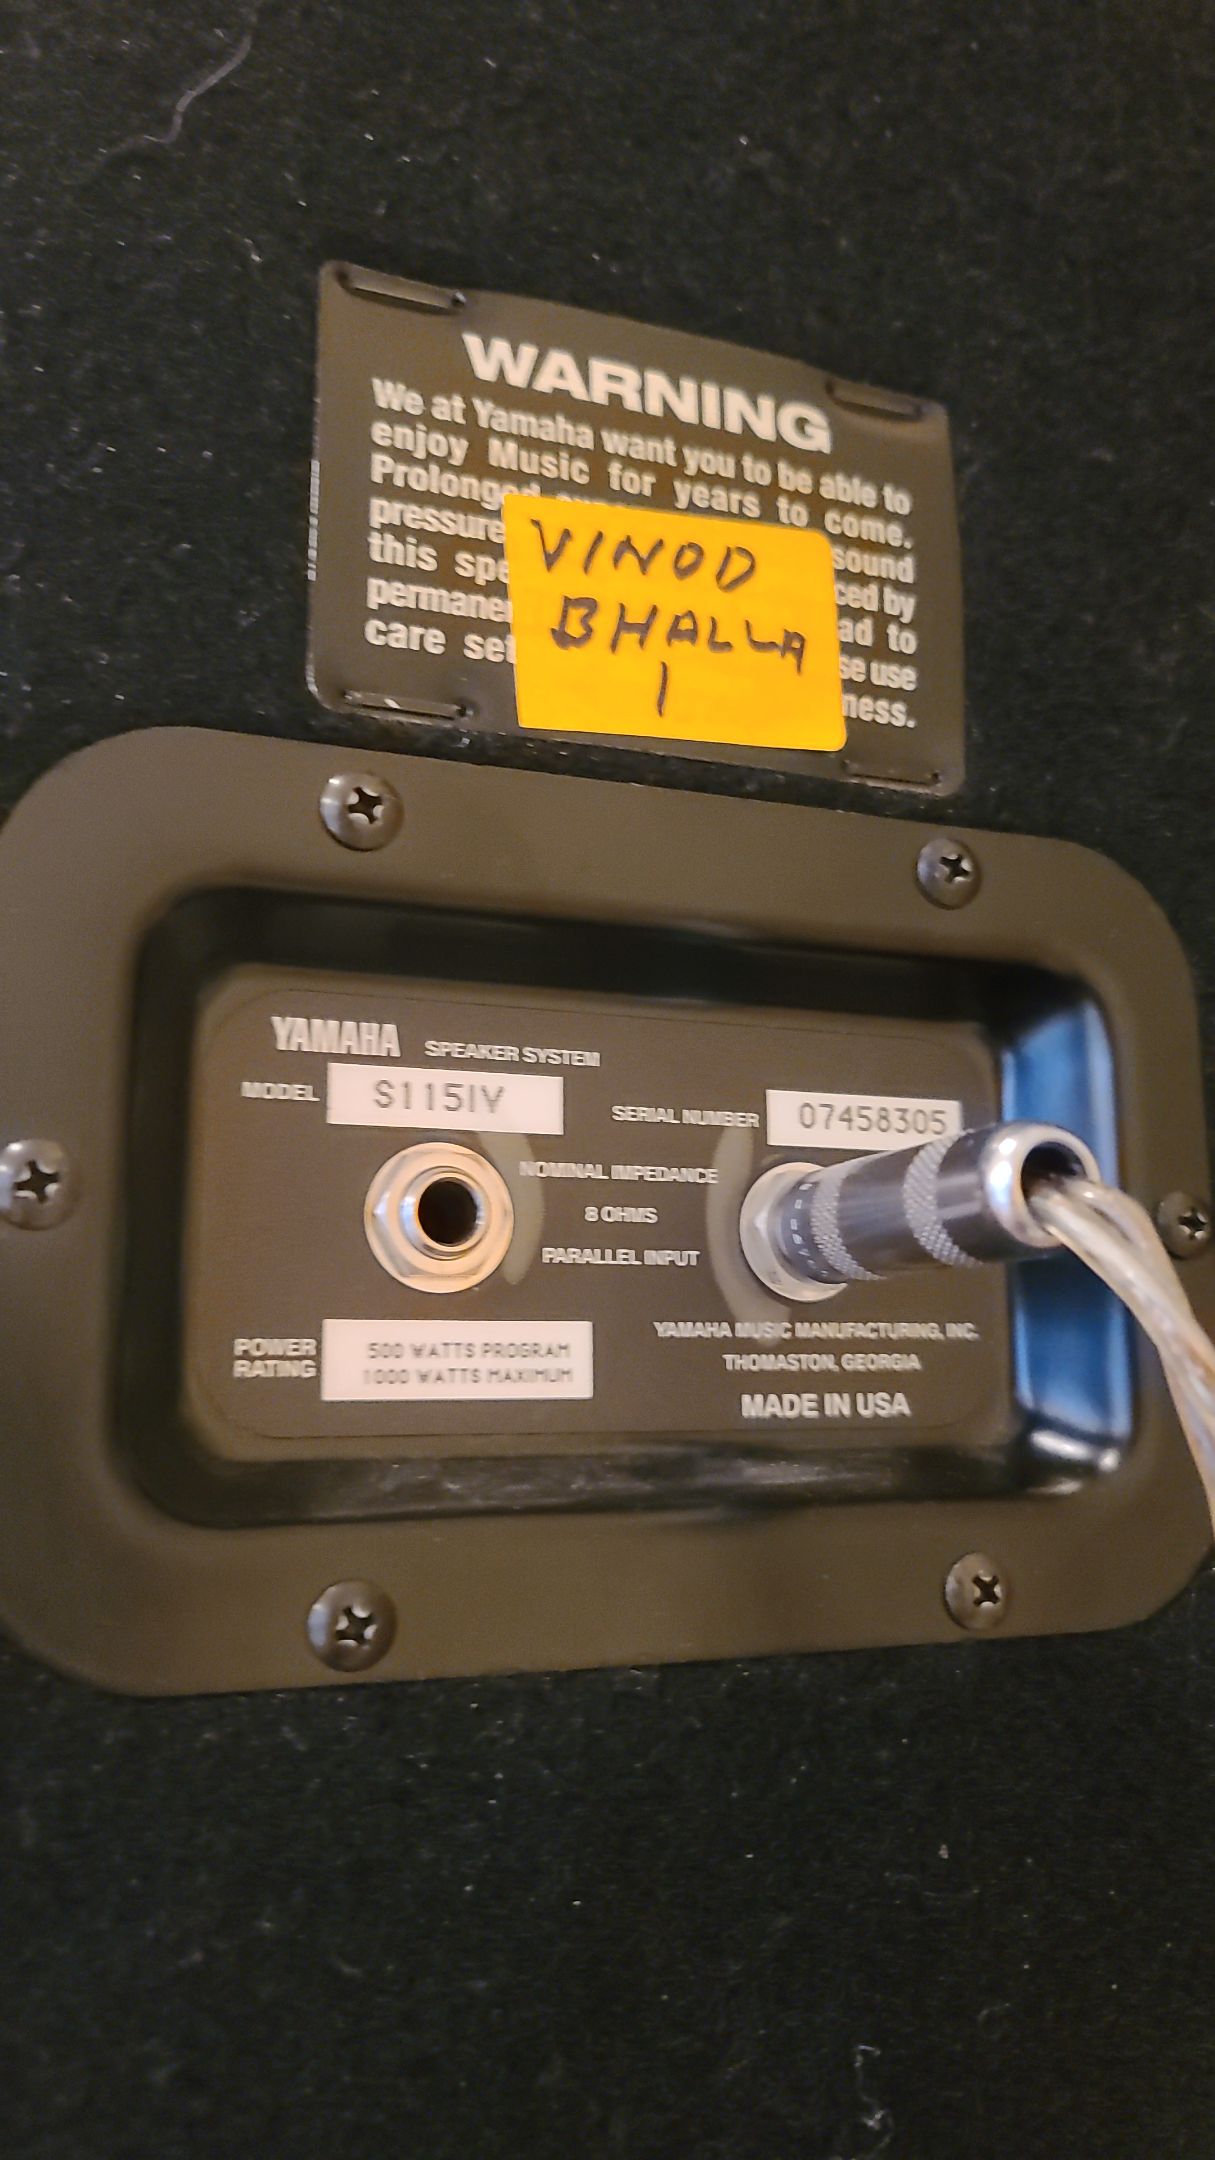 WARNING
We at Yamaha want you to be able to
enjoy Music for years to come.
Prolonged sound
pressure ced by
this spe ad to
permane se use
care set ness.
VINOD
BHALLA
1
YAMAHA SPEAKER SYSTEM
MODEL S115IV
SERIAL NUMBER 07458305
NOMINAL IMPEDANCE
8 OHMS
PARALLEL INPUT
POWER
RATING
500 WATTS PROGRAM
1000 WATTS MAXIMUM
YAMAHA MUSIC MANUFACTURING, INC.
THOMASTON, GEORGIA
MADE IN USA